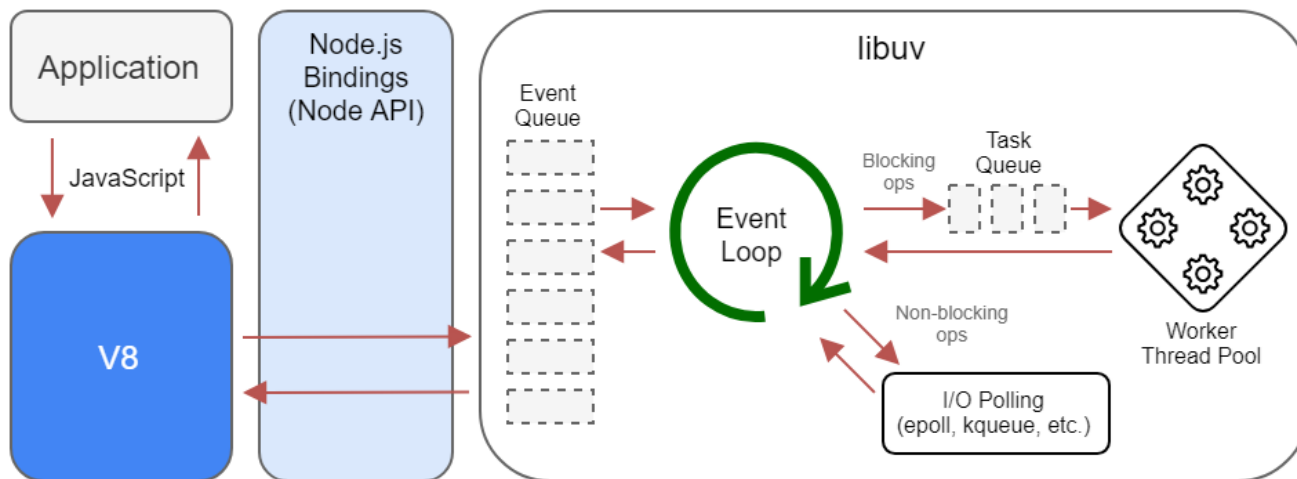 Application
JavaScript
V8
Node.js
Bindings
(Node API)
libuv
Event
Queue
Event
Loop
Blocking
ops
Task
Queue
Worker
Thread Pool
Non-blocking
ops
I/O Polling
(epoll, kqueue, etc.)